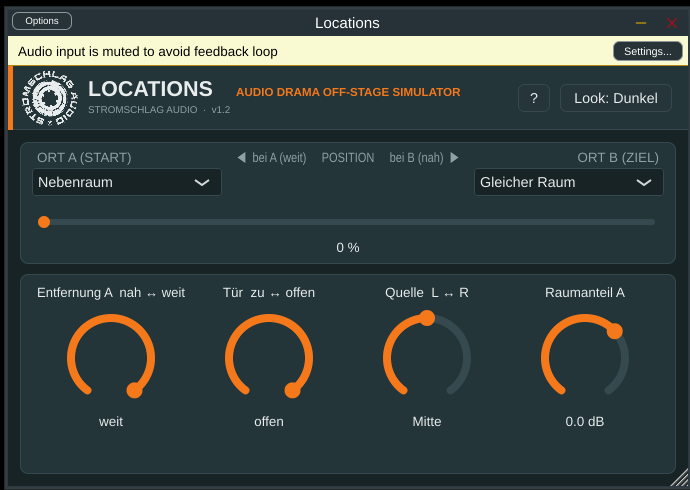 Options
Locations
Audio input is muted to avoid feedback loop
Settings...
STROMSCHLAG AUDIO
LOCATIONS
AUDIO DRAMA OFF-STAGE SIMULATOR
STROMSCHLAG AUDIO · v1.2
?
Look: Dunkel
ORT A (START)
◀ bei A (weit) POSITION bei B (nah) ▶
ORT B (ZIEL)
Nebenraum
Gleicher Raum
0 %
Entfernung A nah ↔ weit
Tür zu ↔ offen
Quelle L ↔ R
Raumanteil A
weit
offen
Mitte
0.0 dB